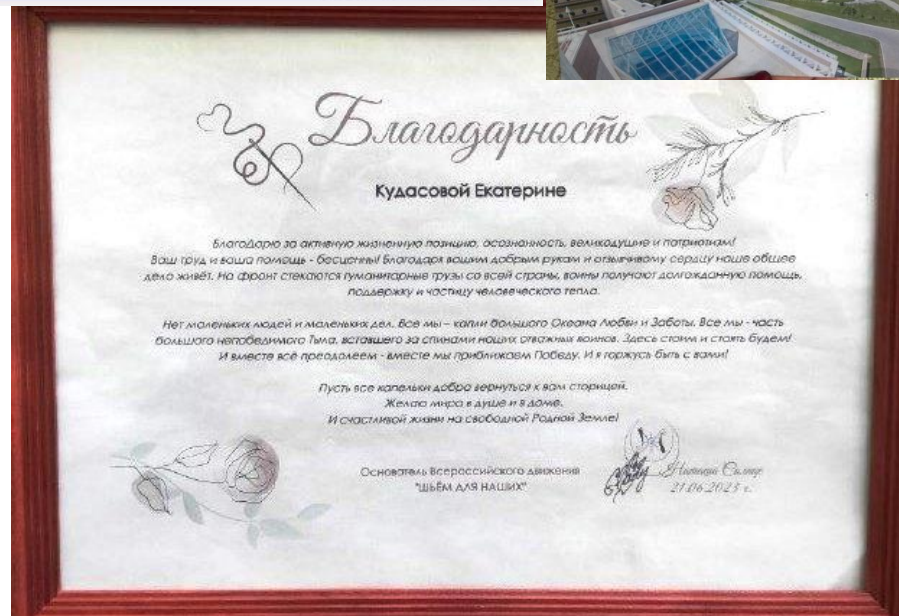 Благодарность
Кудасовой Екатерине
БлагоДарю за активную жизненную позицию, осознанность, великодушие и патриотизм!
Ваш труд и ваша помощь - бесценны! Благодаря вашим добрым рукам и отзывчивому сердцу наше общее
дело живёт. На фронт стекаются гуманитарные грузы со всей страны, воины получают долгожданную помощь,
поддержку и частицу человеческого тепла.
Нет маленьких людей и маленьких дел. Все мы – капли большого Океана Любви и Заботы. Все мы - часть
большого непобедимого Тыла, вставшего за спинами наших отважных воинов. Здесь стоим и стоять будем!
И вместе всё преодолеем - вместе мы приближаем Победу. И я горжусь быть с вами!
Пусть все капельки добра вернуться к вам сторицей.
Желаю мира в душе и в доме.
И счастливой жизни на свободной Родной Земле!
Основатель Всероссийского движения
"ШЬЁМ ДЛЯ НАШИХ"
21.06.2023 г.